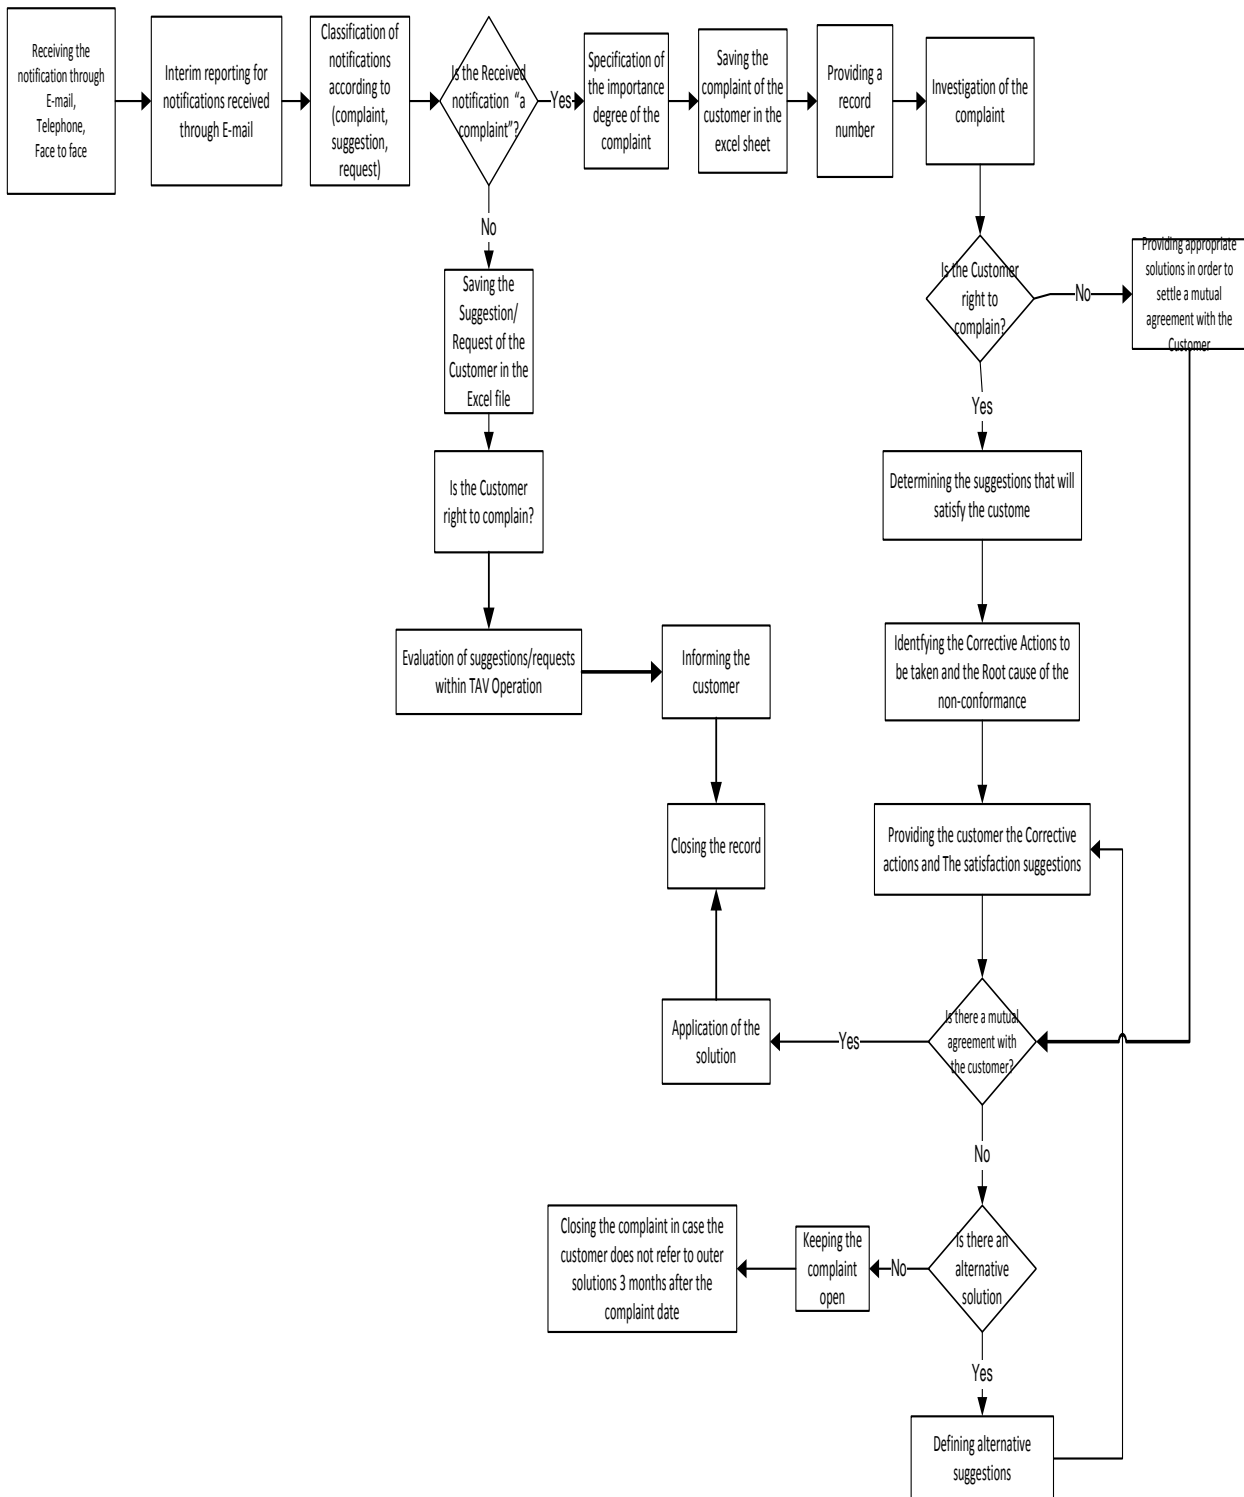 Receiving the
notification through
E-mail,
Telephone,
Face to face
Interim reporting for
notifications received
through E-mail
Classification of
notifications
according to
(complaint,
suggestion,
request)
Is the Received
notification “a
complaint”?
Yes
Specification of
the importance
degree of the
complaint
Saving the
complaint of the
customer in the
excel sheet
Providing a
record
number
Investigation of the
complaint
No
Saving the
Suggestion/
Request of the
Customer in the
Excel file
Is the Customer
right to complain?
Evaluation of suggestions/requests
within TAV Operation
Informing the
customer
Closing the record
Is the Customer
right to
complain?
No
Providing appropriate
solutions in order to
settle a mutual
agreement with the
Customer
Yes
Determining the suggestions that will
satisfy the custome
Identfying the Corrective Actions to
be taken and the Root cause of the
non-conformance
Providing the customer the Corrective
actions and The satisfaction suggestions
Is there a mutual
agreement with
the customer?
Yes
Application of the
solution
No
Is there an
alternative
solution
No
Keeping the
complaint
open
Closing the complaint in case the
customer does not refer to outer
solutions 3 months after the
complaint date
Yes
Defining alternative
suggestions